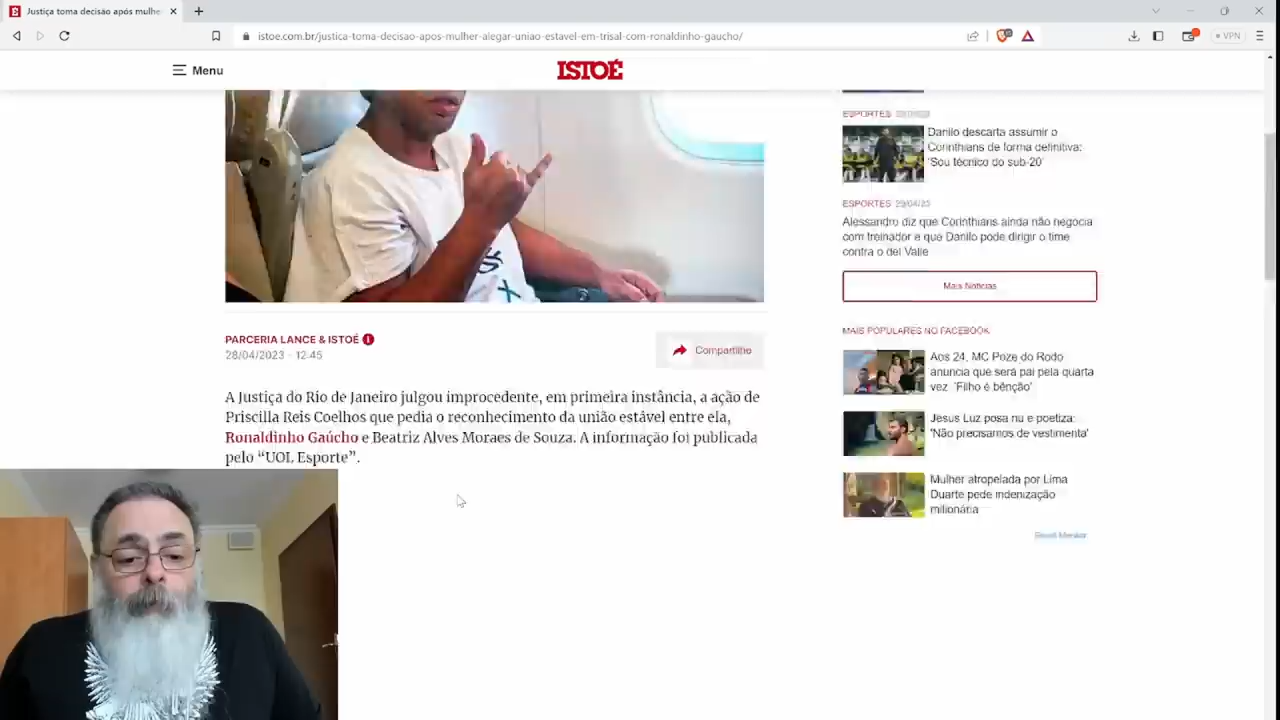 Justiça toma decisão após mulhe
istoe.com.br/justica-toma-decisao-apos-mulher-alegar-uniao-estavel-em-trisal-com-ronaldinho-gaucho/
VPN
Menu
ISTOÉ
ESPORTES
Danilo descarta assumir o
Corinthians de forma definitiva:
'Sou técnico do sub-20'
ESPORTES 29/04/23
Alessandro diz que Corinthians ainda não negocia
com treinador e que Danilo pode dirigir o time
contra o del Valle
Mais Notícias
PARCERIA LANCE & ISTOÉ
28/04/2023 - 12:45
Compartilhe
MAIS POPULARES NO FACEBOOK
Aos 24, MC Poze do Rodo
anuncia que será pai pela quarta
vez 'Filho é bênção'
A Justiça do Rio de Janeiro julgou improcedente, em primeira instância, a ação de
Priscilla Reis Coelhos que pedia o reconhecimento da união estável entre ela,
Ronaldinho Gaúcho e Beatriz Alves Moraes de Souza. A informação foi publicada
pelo “UOL Esporte”.
Jesus Luz posa nu e poetiza:
'Não precisamos de vestimenta'
Mulher atropelada por Lima
Duarte pede indenização
milionária